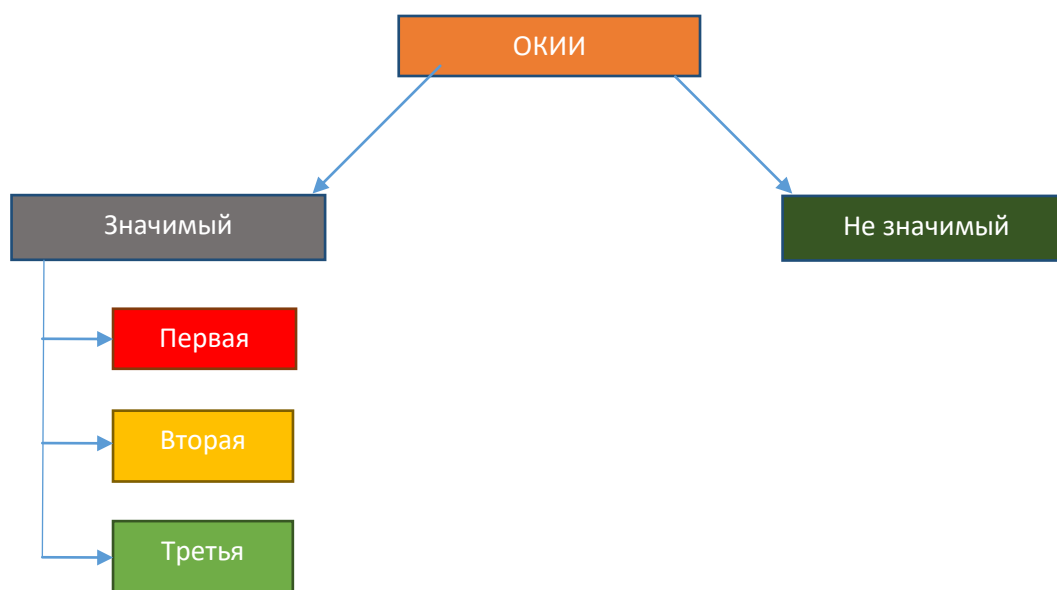 ОКИИ
Значимый
Не значимый
Первая
Вторая
Третья